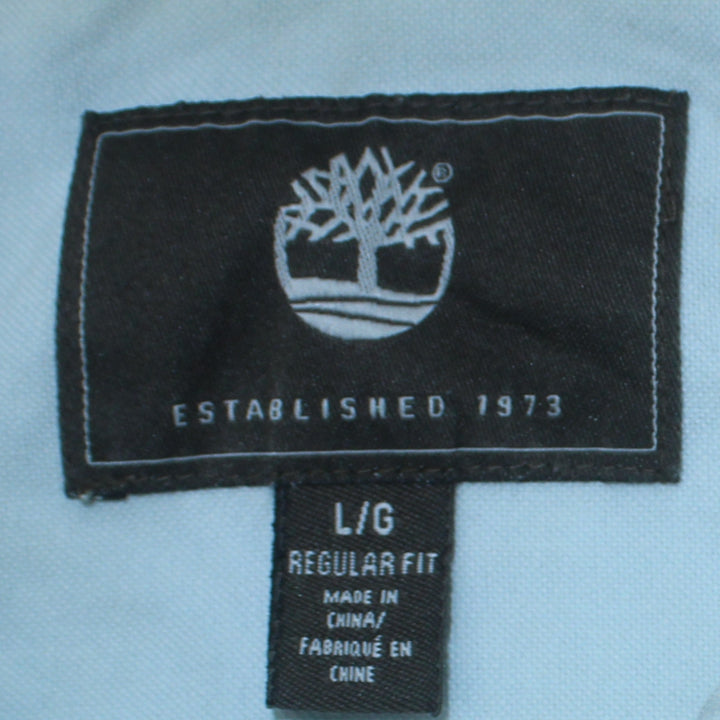 ®
ESTABLISHED 1973
L/G
REGULAR FIT
MADE IN
CHINA/
FABRIQUÉ EN
CHINE